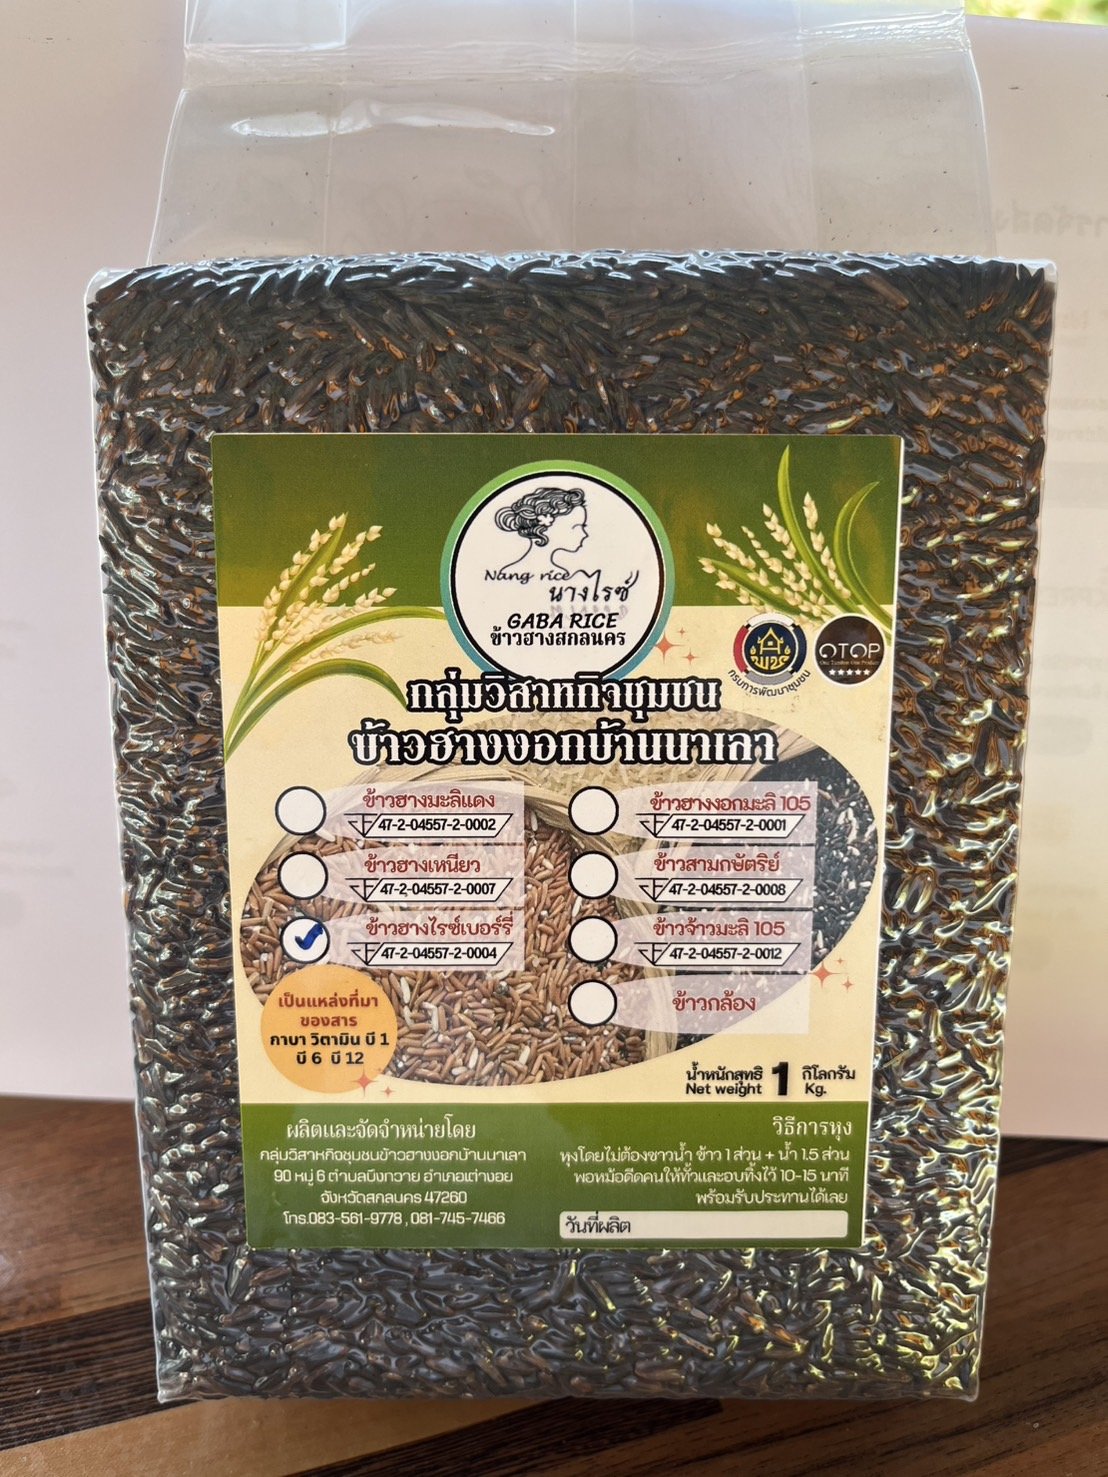 Nang rice
นางไรซ์
GABA RICE
ข้าวฮางสกลนคร
พช
กรมการพัฒนาชุมชน
OTOP
One Tambon One Product
กลุ่มวิสาหกิจชุมชน
ข้าวฮางงอกบ้านนาเลา
ข้าวฮางมะลิแดง
47-2-04557-2-0002
ข้าวฮางเหนียว
47-2-04557-2-0007
ข้าวฮางไรซ์เบอร์รี่
47-2-04557-2-0004
ข้าวฮางงอกมะลิ 105
47-2-04557-2-0001
ข้าวสามกษัตริย์
47-2-04557-2-0008
ข้าวจ้าวมะลิ 105
47-2-04557-2-0012
ข้าวกล้อง
เป็นแหล่งที่มา
ของสาร
กาบา วิตามิน บี 1
บี 6 บี 12
น้ำหนักสุทธิ 1 กิโลกรัม
Net weight Kg.
ผลิตและจัดจำหน่ายโดย
กลุ่มวิสาหกิจชุมชนข้าวฮางงอกบ้านนาเลา
90 หมู่ 6 ตำบลบึงทวาย อำเภอเต่างอย
จังหวัดสกลนคร 47260
โทร.083-561-9778 , 081-745-7466
วิธีการหุง
หุงโดยไม่ต้องซาวน้ำ ข้าว 1 ส่วน + น้ำ 1.5 ส่วน
พอหม้อดีดคนให้ทั่วและอบทิ้งไว้ 10-15 นาที
พร้อมรับประทานได้เลย
วันที่ผลิต